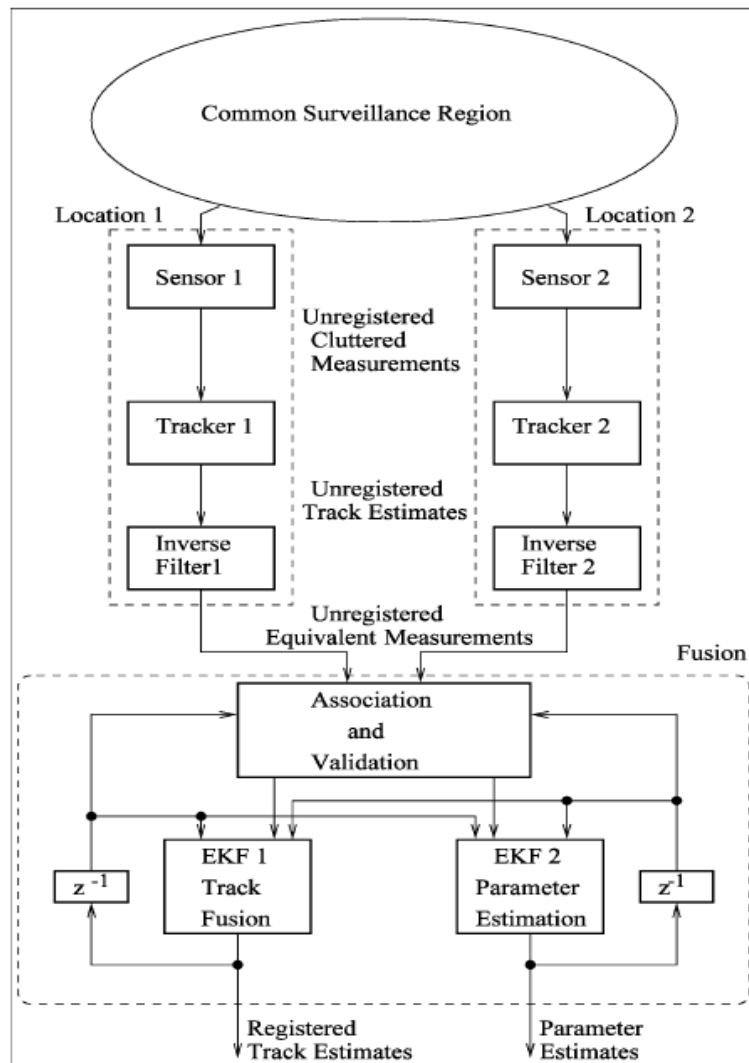 Common Surveillance Region
Location 1
Location 2
Sensor 1
Sensor 2
Unregistered
Cluttered
Measurements
Tracker 1
Tracker 2
Unregistered
Track Estimates
Inverse
Filter1
Inverse
Filter 2
Unregistered
Equivalent Measurements
Fusion
Association
and
Validation
EKF 1
Track
Fusion
EKF 2
Parameter
Estimation
z -1
z-1
Registered
Track Estimates
Parameter
Estimates